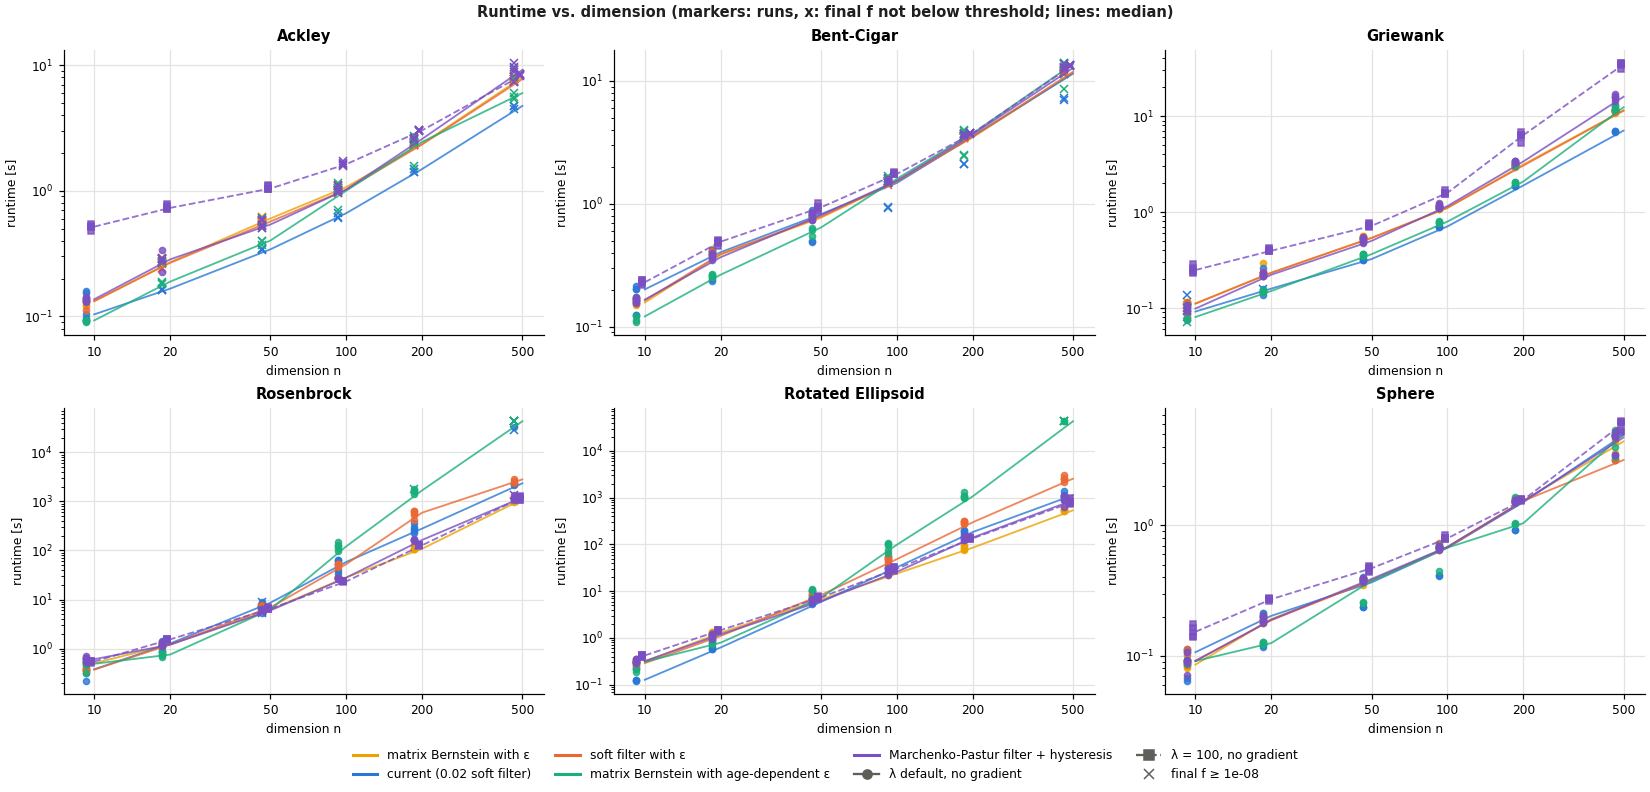 Runtime vs. dimension (markers: runs, x: final f not below threshold; lines: median)
Ackley
runtime [s]
10¹
10⁰
10⁻¹
10 20 50 100 200 500
dimension n
Bent-Cigar
runtime [s]
10¹
10⁰
10⁻¹
10 20 50 100 200 500
dimension n
Griewank
runtime [s]
10¹
10⁰
10⁻¹
10 20 50 100 200 500
dimension n
Rosenbrock
runtime [s]
10⁴
10³
10²
10¹
10⁰
10 20 50 100 200 500
dimension n
Rotated Ellipsoid
runtime [s]
10⁴
10³
10²
10¹
10⁰
10⁻¹
10 20 50 100 200 500
dimension n
Sphere
runtime [s]
10⁰
10⁻¹
10 20 50 100 200 500
dimension n
matrix Bernstein with ε
current (0.02 soft filter)
soft filter with ε
matrix Bernstein with age-dependent ε
Marchenko-Pastur filter + hysteresis
λ default, no gradient
λ = 100, no gradient
final f ≥ 1e-08